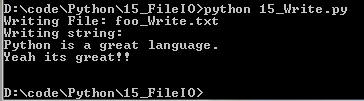 D:\code\Python\15_FileIO>python 15_Write.py
Writing File: foo_Write.txt
Writing string:
Python is a great language.
Yeah its great!!
D:\code\Python\15_FileIO>